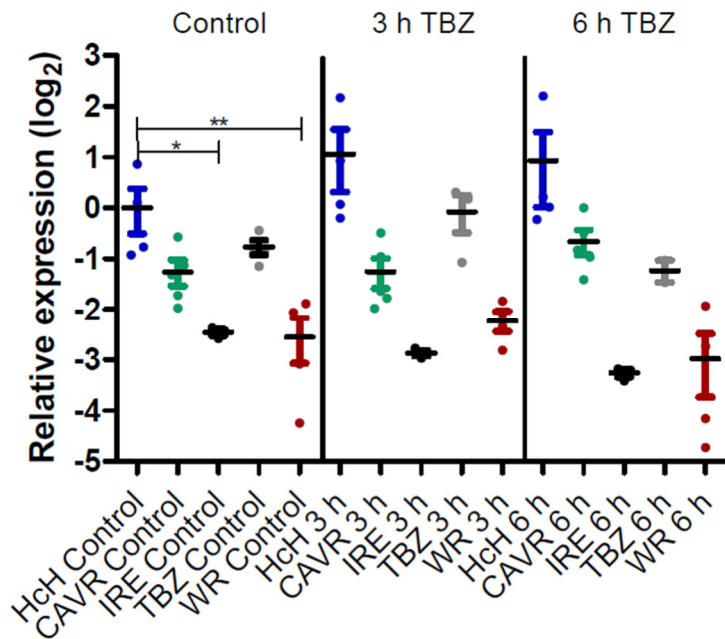 Control
3 h TBZ
6 h TBZ
Relative expression (log2)
3
2
1
0
-1
-2
-3
-4
-5
**
*
HcH Control
CAVR Control
IRE Control
TBZ Control
WR Control
HcH 3 h
CAVR 3 h
IRE 3 h
TBZ 3 h
WR 3 h
HcH 6 h
CAVR 6 h
IRE 6 h
TBZ 6 h
WR 6 h